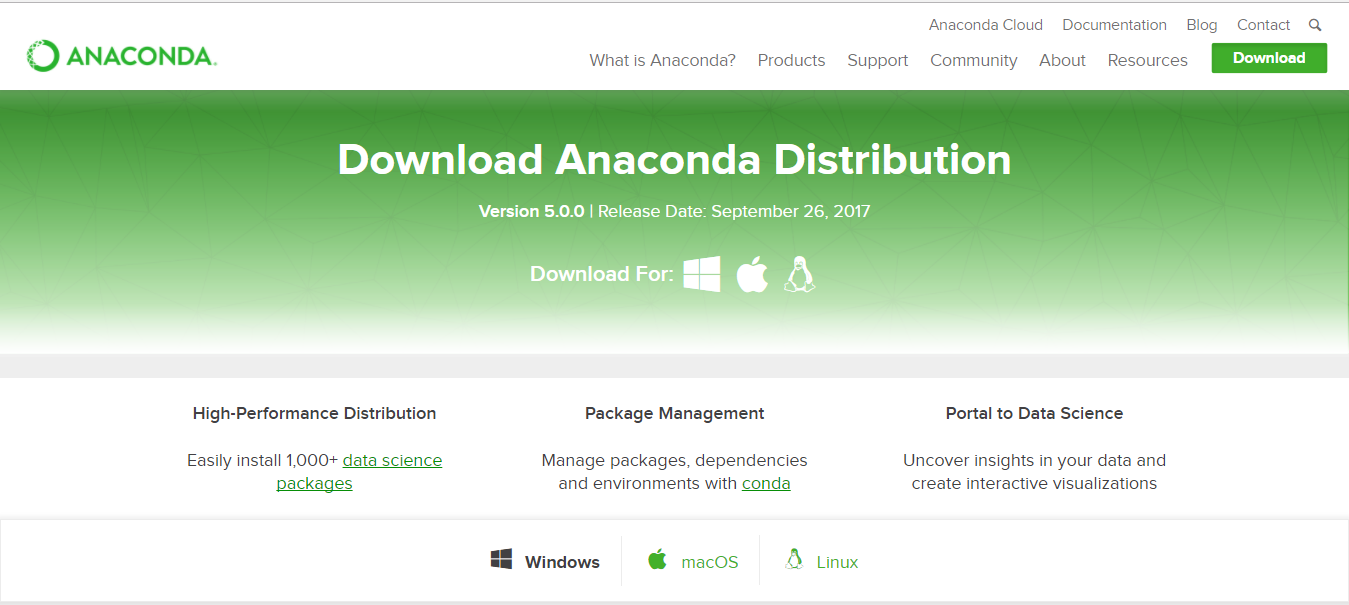 Anaconda Cloud Documentation Blog Contact
ANACONDA.
What is Anaconda? Products Support Community About Resources Download
Download Anaconda Distribution
Version 5.0.0 | Release Date: September 26, 2017
Download For:
High-Performance Distribution
Easily install 1,000+ data science
packages
Package Management
Manage packages, dependencies
and environments with conda
Portal to Data Science
Uncover insights in your data and
create interactive visualizations
Windows macOS Linux